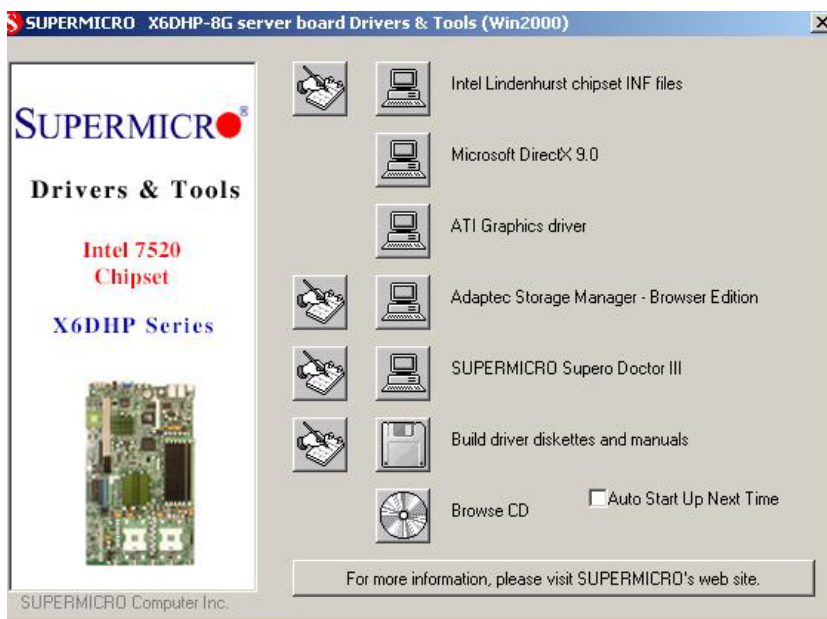 SUPERMICRO X6DHP-8G server board Drivers & Tools (Win2000)
SUPERMICRO®
Drivers & Tools
Intel 7520
Chipset
X6DHP Series
SUPERMICRO Computer Inc.
Intel Lindenhurst chipset INF files
Microsoft DirectX 9.0
ATI Graphics driver
Adaptec Storage Manager - Browser Edition
SUPERMICRO Supero Doctor III
Build driver diskettes and manuals
Browse CD
Auto Start Up Next Time
For more information, please visit SUPERMICRO's web site.